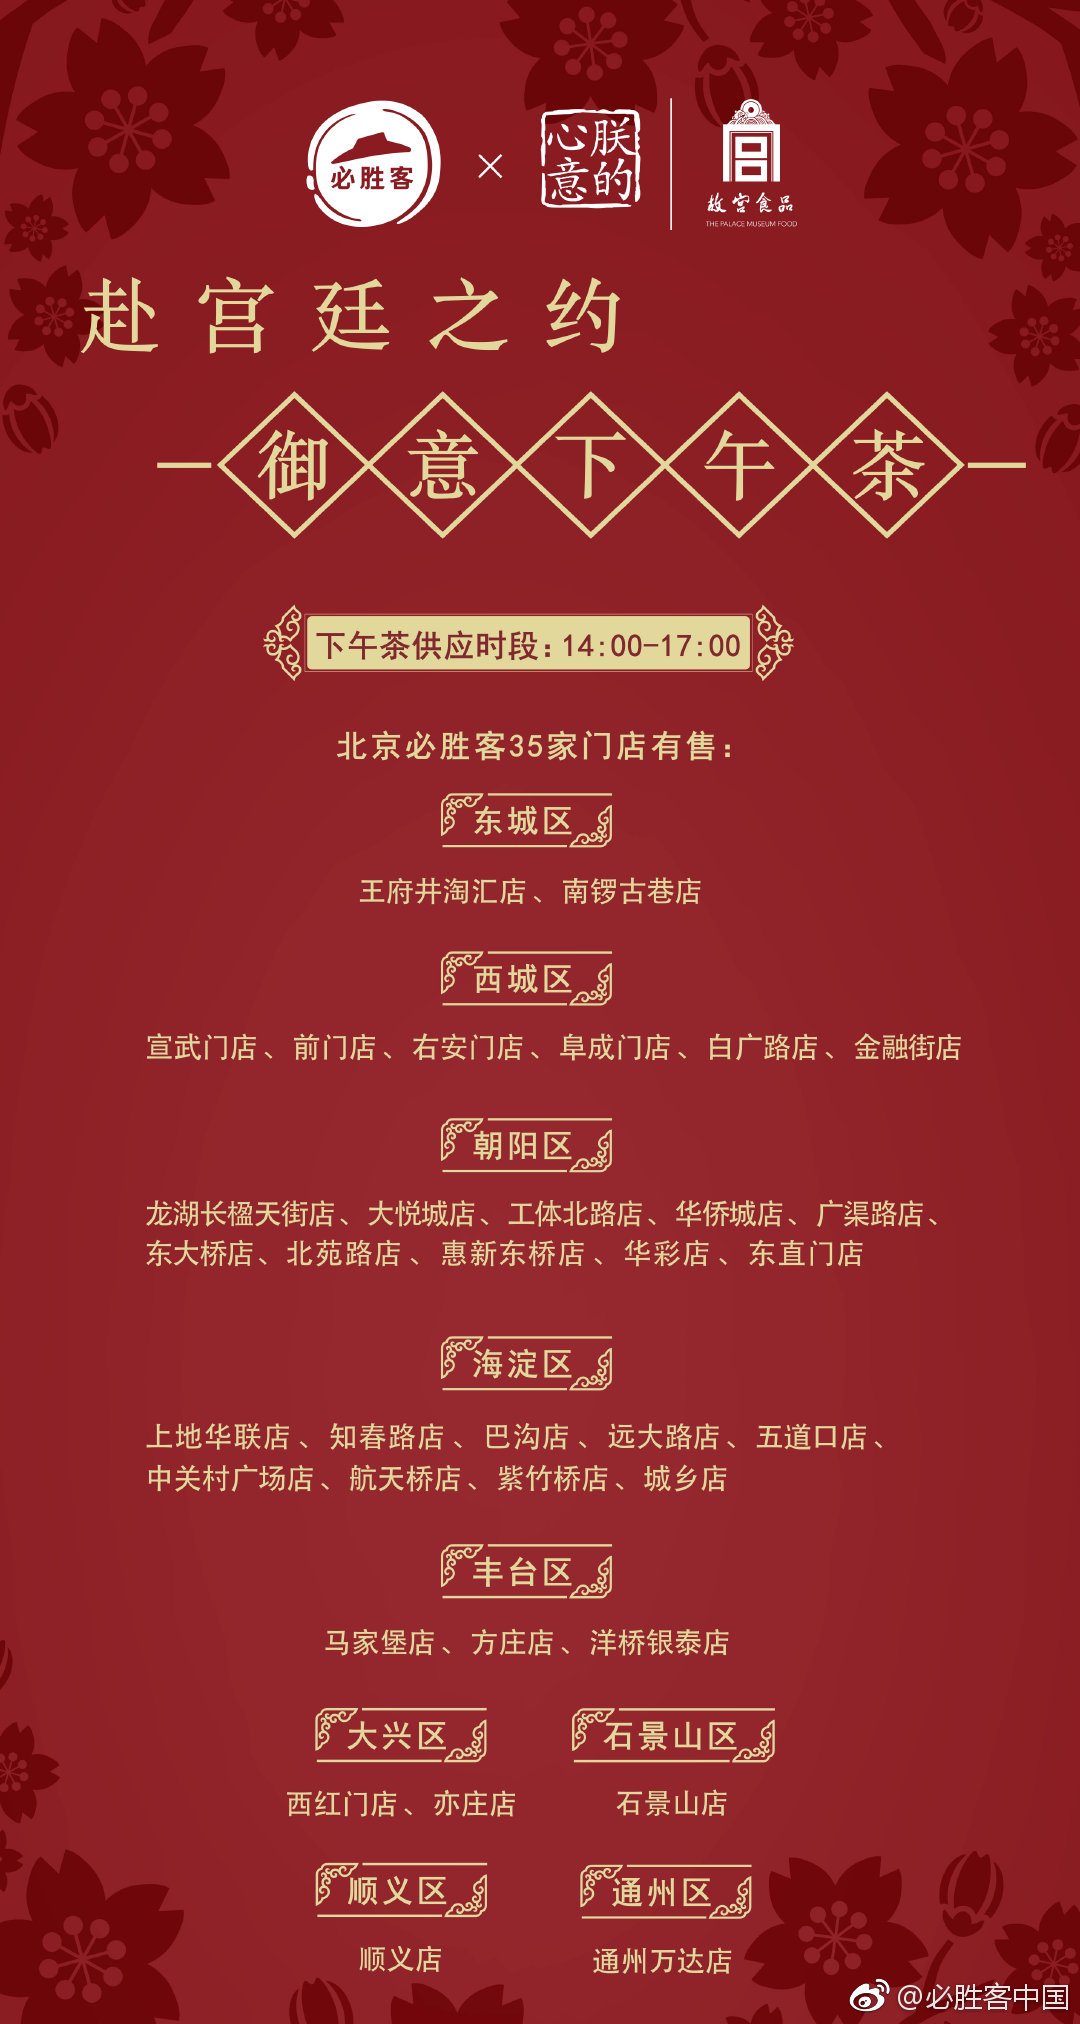 必胜客 × 朕的心意 故宫食品
THE PALACE MUSEUM FOOD
赴宫廷之约
御意下午茶
下午茶供应时段：14:00-17:00
北京必胜客35家门店有售：
东城区
王府井淘汇店、南锣古巷店
西城区
宣武门店、前门店、右安门店、阜成门店、白广路店、金融街店
朝阳区
龙湖长楹天街店、大悦城店、工体北路店、华侨城店、广渠路店、
东大桥店、北苑路店、惠新东桥店、华彩店、东直门店
海淀区
上地华联店、知春路店、巴沟店、远大路店、五道口店、
中关村广场店、航天桥店、紫竹桥店、城乡店
丰台区
马家堡店、方庄店、洋桥银泰店
大兴区 石景山区
西红门店、亦庄店 石景山店
顺义区 通州区
顺义店 通州万达店
@必胜客中国